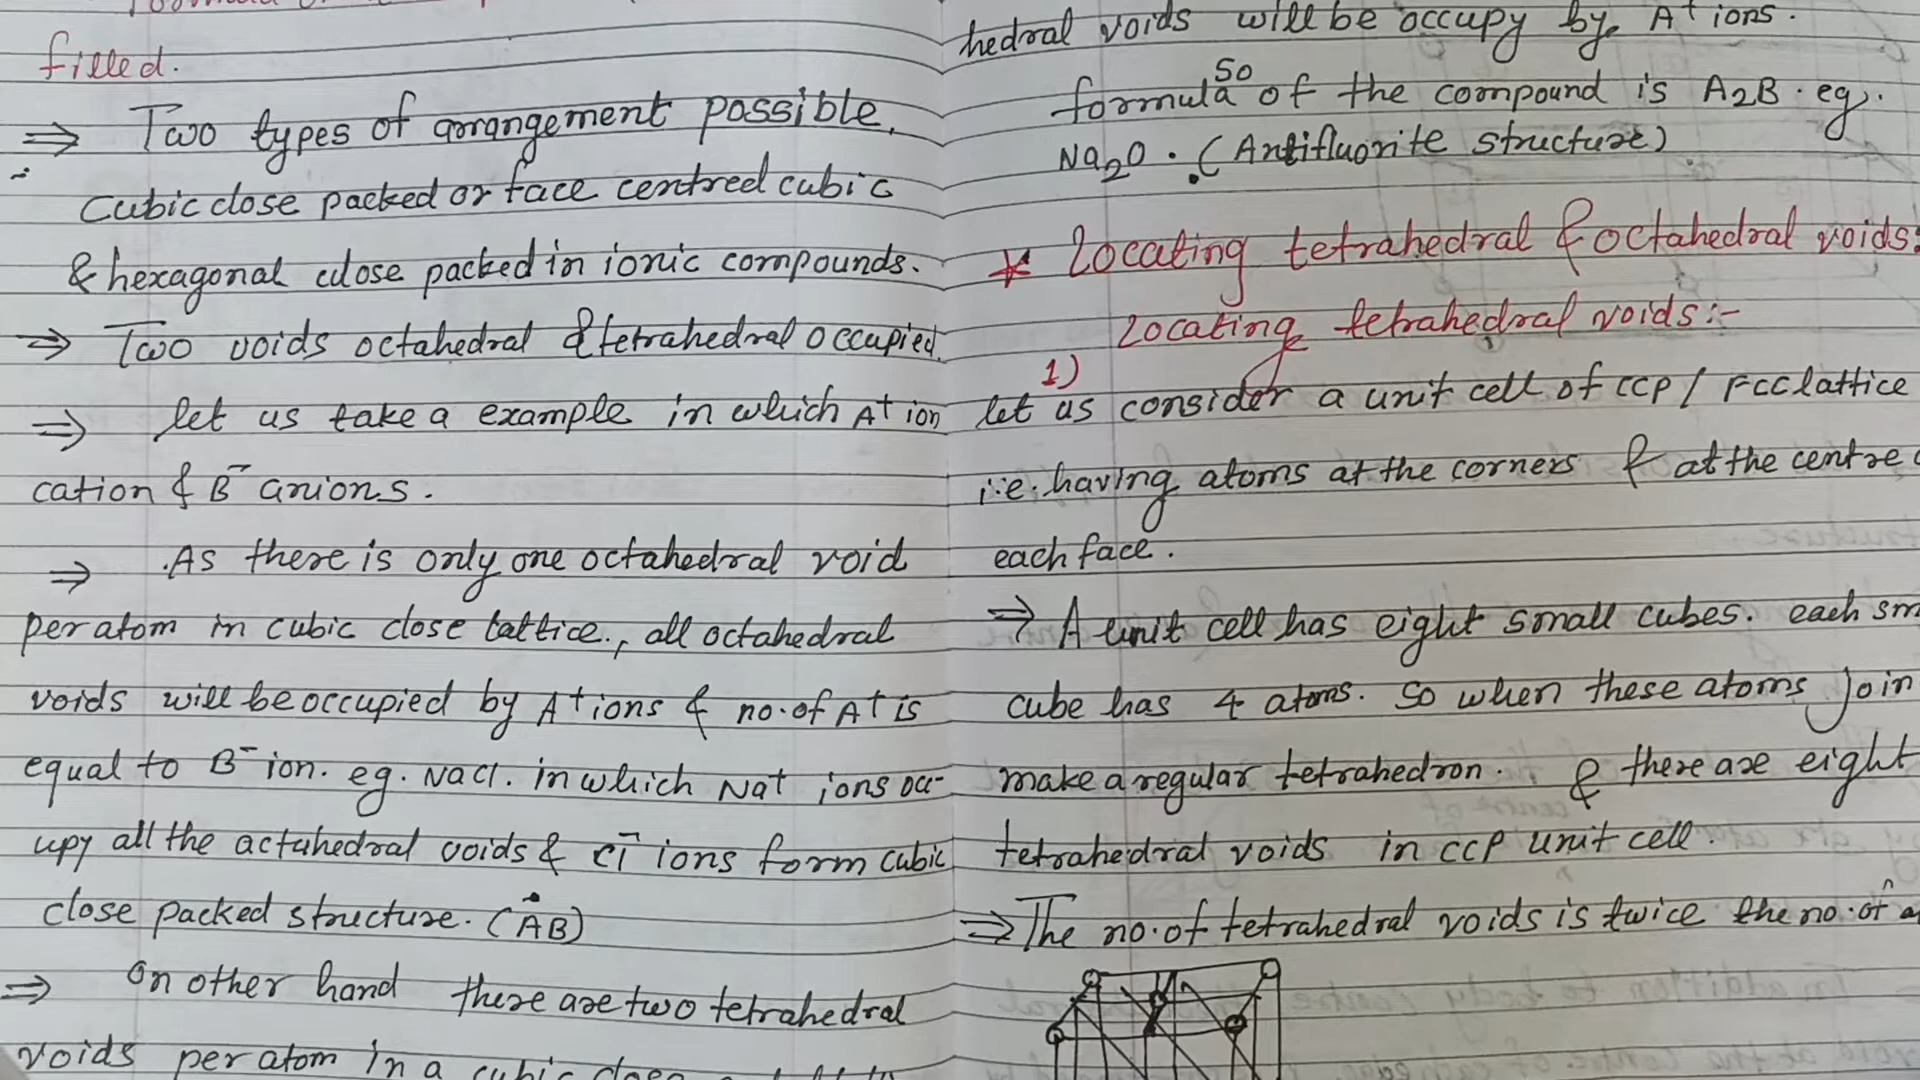 filled.
⇒ Two types of arrangement possible.
Cubic close packed or face centred cubic
& hexagonal close packed in ionic compounds.
⇒ Two voids octahedral & tetrahedral occupied.
⇒ let us take a example in which A+ ion
cation & B- anions.
⇒ As there is only one octahedral void
per atom in cubic close lattice, all octahedral
voids will be occupied by A+ ions & no. of A+ is
equal to B- ion. eg. NaCl. in which Na+ ions occ-
upy all the actahedral voids & Cl- ions form cubic
close packed structure. (AB)
⇒ On other hand there are two tetrahedral
voids per atom in a cubic
hedral voids will be occupy by A+ ions.
So
formula of the compound is A2B. eg.
Na2O. (Antifluorite structure)
* Locating tetrahedral & octahedral voids:
Locating tetrahedral voids:-
1)
let us consider a unit cell of CCP / FCC lattice
i.e. having atoms at the corners & at the centre
each face.
⇒ A unit cell has eight small cubes. each sm
cube has 4 atoms. So when these atoms join
make a regular tetrahedron. & there are eight
tetrahedral voids in ccp unit cell.
⇒ The no. of tetrahedral voids is twice the no. of